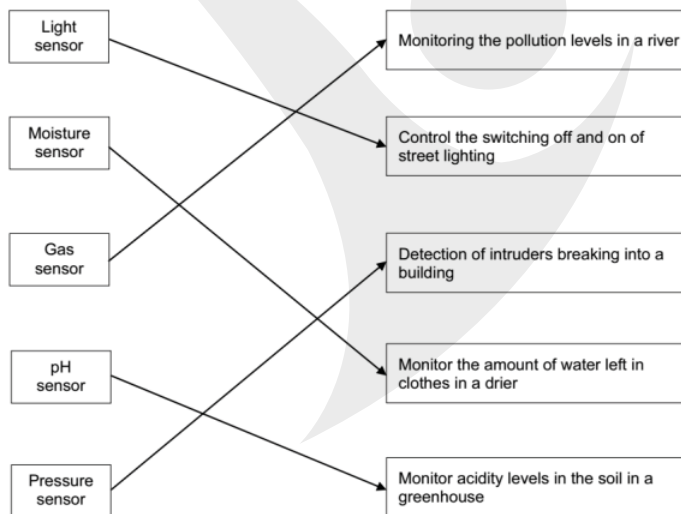 Light
sensor
Monitoring the pollution levels in a river
Moisture
sensor
Control the switching off and on of
street lighting
Gas
sensor
Detection of intruders breaking into a
building
pH
sensor
Monitor the amount of water left in
clothes in a drier
Pressure
sensor
Monitor acidity levels in the soil in a
greenhouse